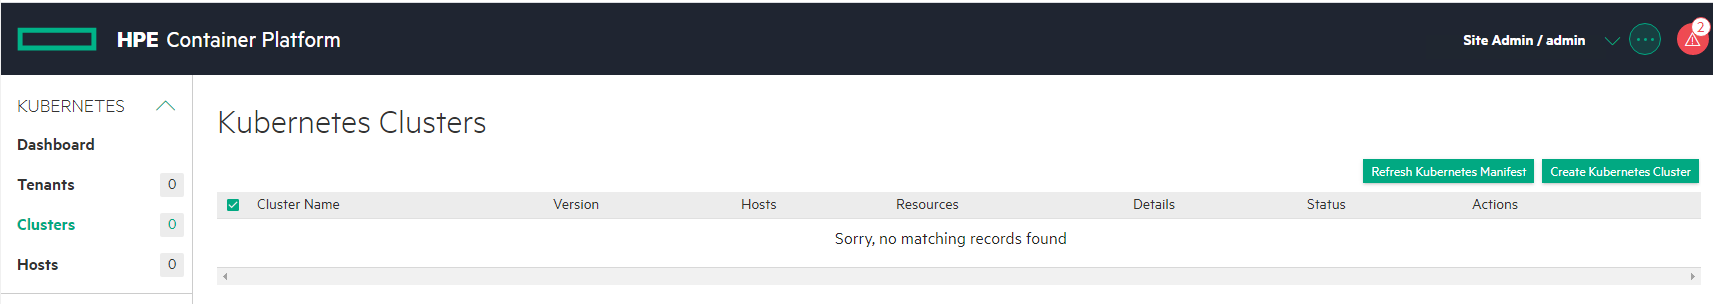 HPE Container Platform
Site Admin / admin
2
KUBERNETES
Dashboard
Tenants 0
Clusters 0
Hosts 0
Kubernetes Clusters
Refresh Kubernetes Manifest Create Kubernetes Cluster
Cluster Name Version Hosts Resources Details Status Actions
Sorry, no matching records found